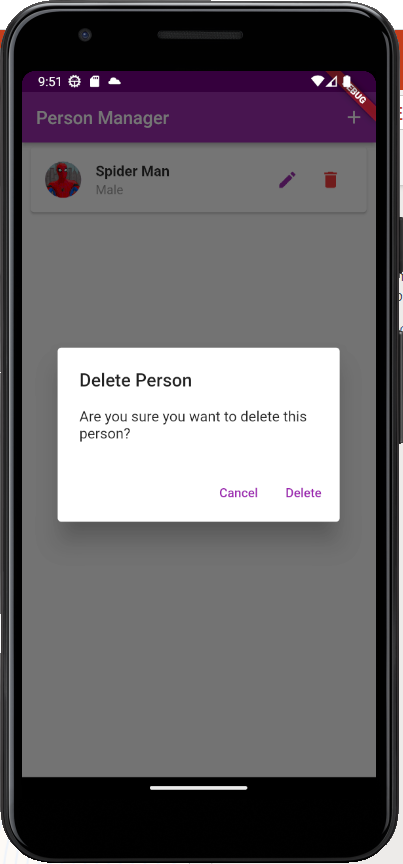 9:51
DEBUG
Person Manager
Spider Man
Male
Delete Person
Are you sure you want to delete this
person?
Cancel
Delete